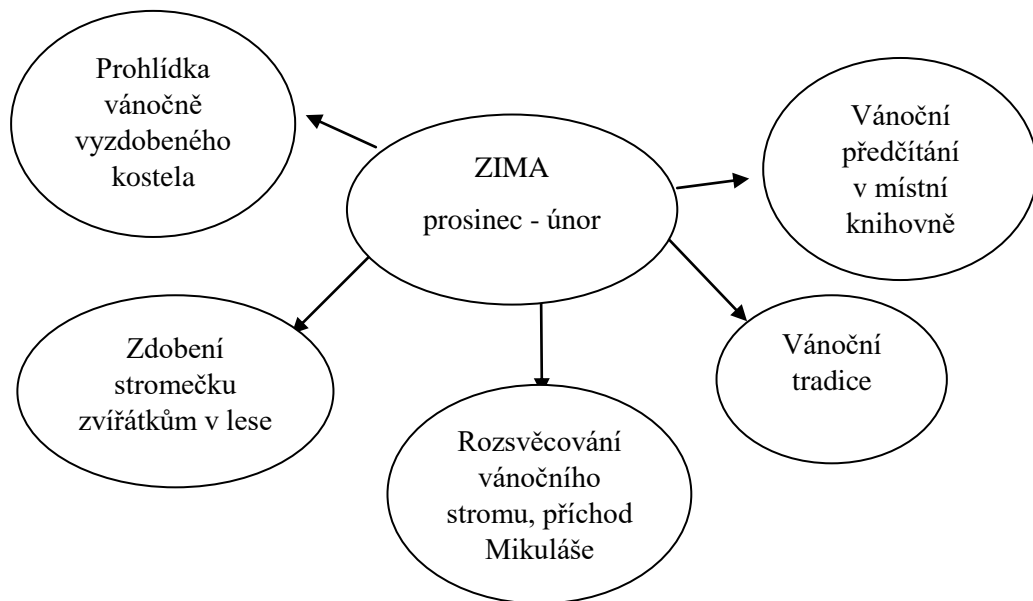 Prohlídka
vánočně
vyzdobeného
kostela
ZIMA
prosinec - únor
Vánoční
předčítání
v místní
knihovně
Zdobení
stromečku
zvířátkům v lese
Rozsvěcování
vánočního
stromu, příchod
Mikuláše
Vánoční
tradice